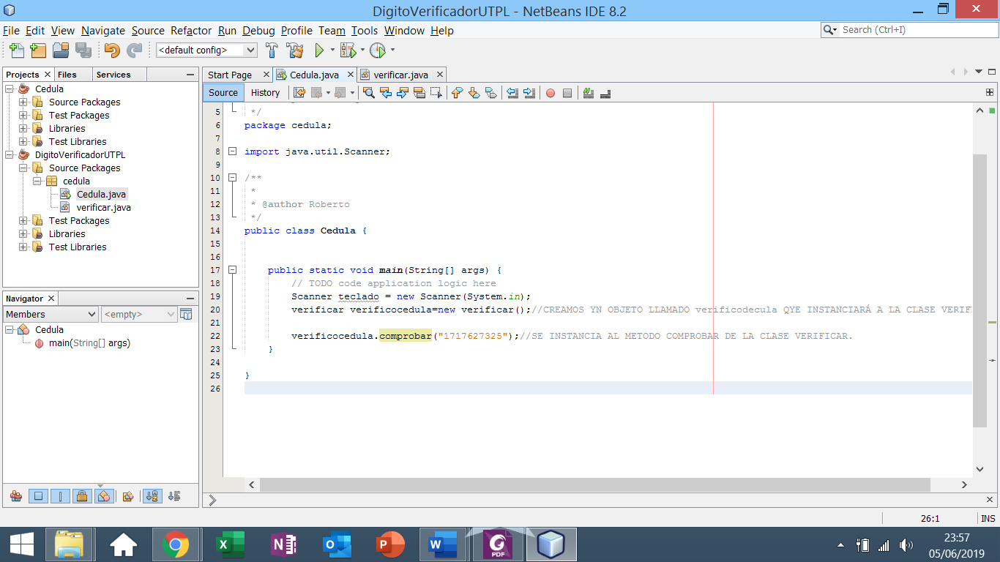 DigitoVerificadorUTPL - NetBeans IDE 8.2
File Edit View Navigate Source Refactor Run Debug Profile Team Tools Window Help
Search (Ctrl+I)
<default config>
Projects Files Services
Cedula
Source Packages
Test Packages
Libraries
Test Libraries
DigitoVerificadorUTPL
Source Packages
cedula
Cedula.java
verificar.java
Test Packages
Libraries
Test Libraries
Navigator
Members <empty>
Cedula
main(String[] args)
Start Page Cedula.java verificar.java
Source History
5 */
6 package cedula;
7
8 import java.util.Scanner;
9
10 /**
11 *
12 * @author Roberto
13 */
14 public class Cedula {
15
16
17 public static void main(String[] args) {
18 // TODO code application logic here
19 Scanner teclado = new Scanner(System.in);
20 verificar verificocedula=new verificar();//CREAMOS YN OBJETO LLAMADO verificodecula QYE INSTANCIARÁ A LA CLASE VERIF
21
22 verificocedula.comprobar("1717627325");//SE INSTANCIA AL METODO COMPROBAR DE LA CLASE VERIFICAR.
23 }
24
25 }
26
26:1 INS
23:57
05/06/2019